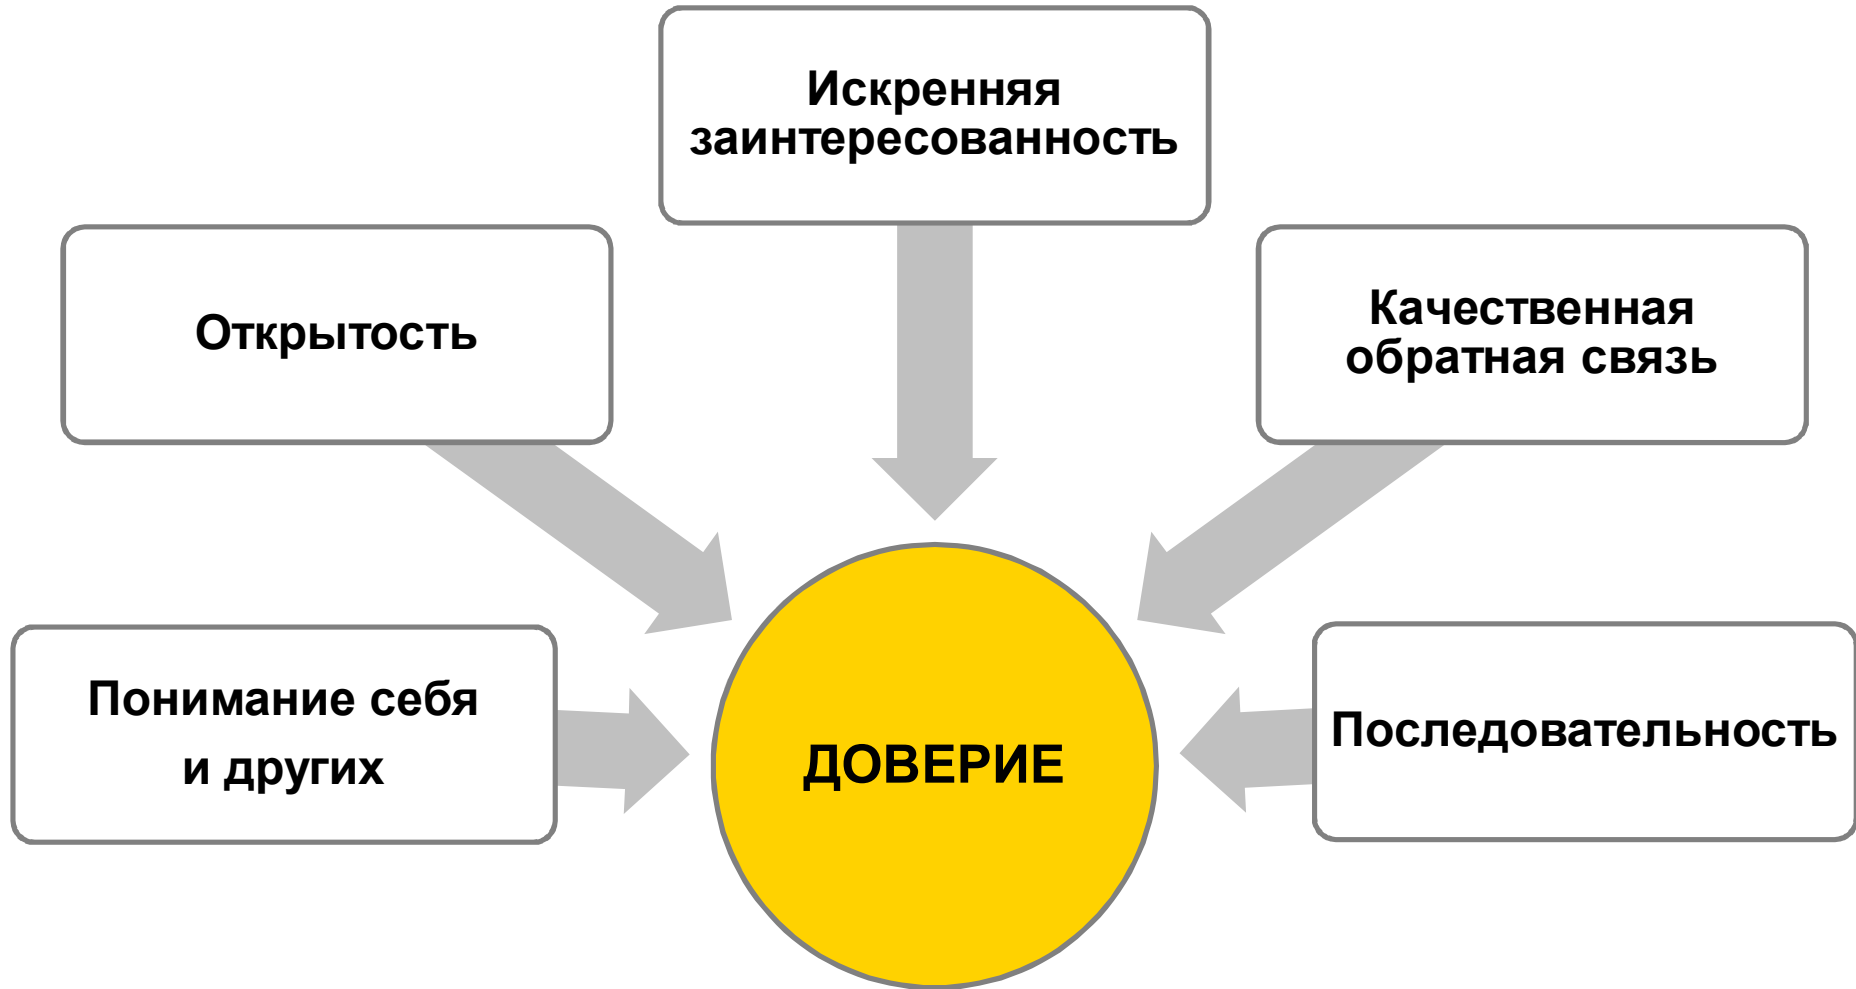 Искренняя
заинтересованность
Открытость
Качественная
обратная связь
Понимание себя
и других
ДОВЕРИЕ
Последовательность